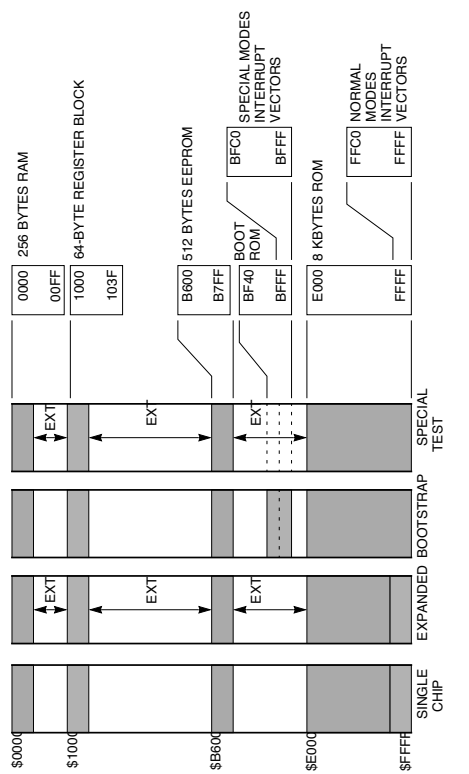 $0000
$1000
$B600
$E000
$FFFF
EXT
EXT
EXT
EXT
EXT
EXT
SINGLE
CHIP
EXPANDED
BOOTSTRAP
SPECIAL
TEST
0000
00FF
256 BYTES RAM
1000
103F
64-BYTE REGISTER BLOCK
B600
B7FF
512 BYTES EEPROM
BOOT
ROM
BF40
BFFF
BFC0
BFFF
SPECIAL MODES
INTERRUPT
VECTORS
E000
FFFF
8 KBYTES ROM
FFC0
FFFF
NORMAL
MODES
INTERRUPT
VECTORS